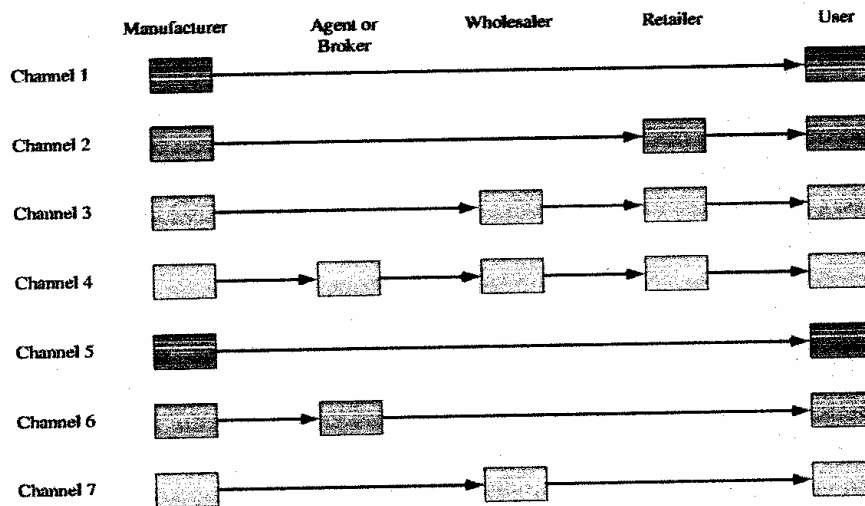 Manufacturer
Agent or
Broker
Wholesaler
Retailer
User
Channel 1
Channel 2
Channel 3
Channel 4
Channel 5
Channel 6
Channel 7